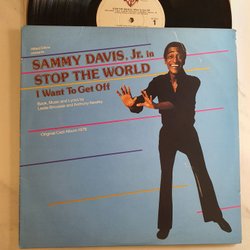 SAMMY DAVIS, Jr. in
STOP THE WORLD
I Want To Get Off
Book, Music and Lyrics by
Leslie Bricusse and Anthony Newley
Original Cast Album 1978